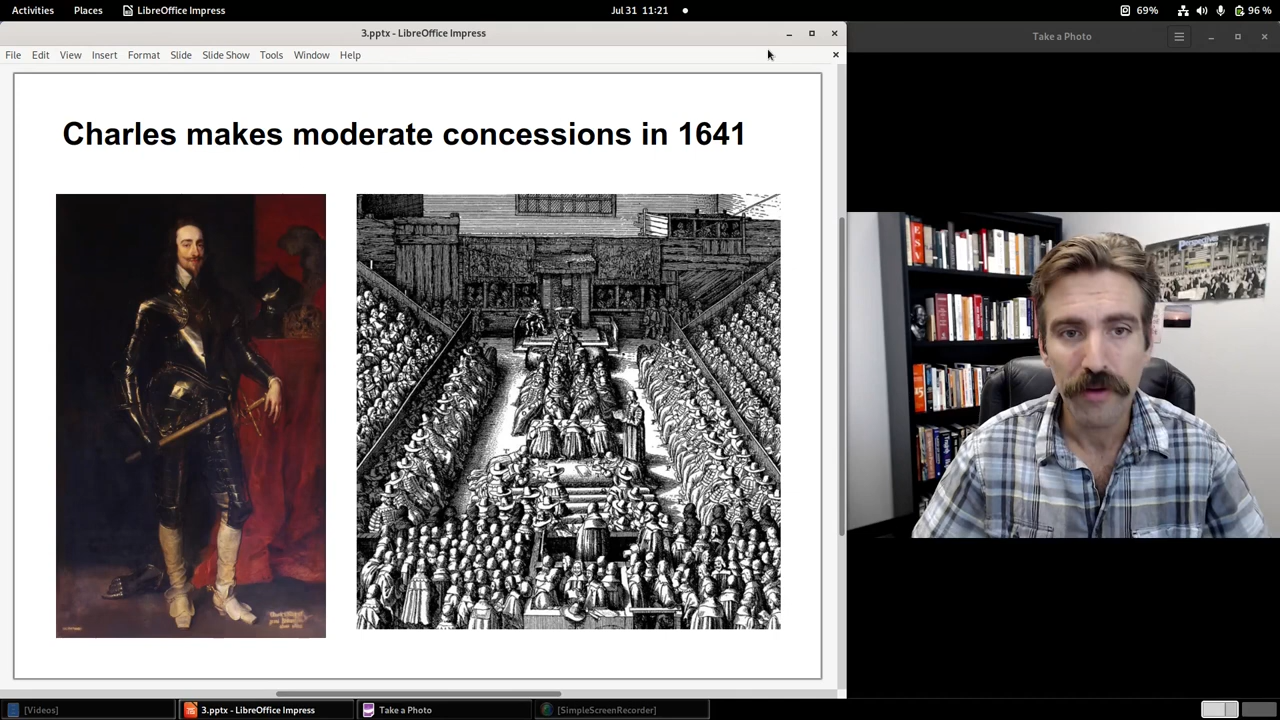 Activities Places LibreOffice Impress Jul 31 11:21 69% 96 %
3.pptx - LibreOffice Impress
Take a Photo
File Edit View Insert Format Slide Slide Show Tools Window Help
Charles makes moderate concessions in 1641
[Videos] 3.pptx - LibreOffice Impress Take a Photo [SimpleScreenRecorder]